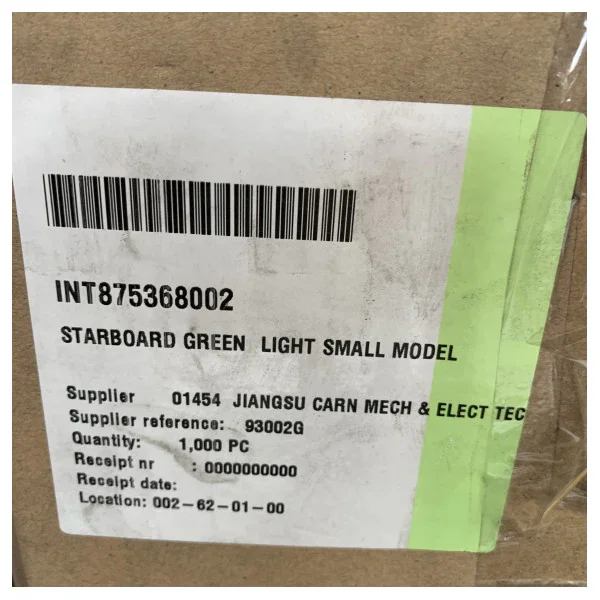 INT875368002
STARBOARD GREEN LIGHT SMALL MODEL
Supplier 01454 JIANGSU CARN MECH & ELECT TEC
Supplier reference: 93002G
Quantity: 1,000 PC
Receipt nr : 0000000000
Receipt date:
Location: 002-62-01-00